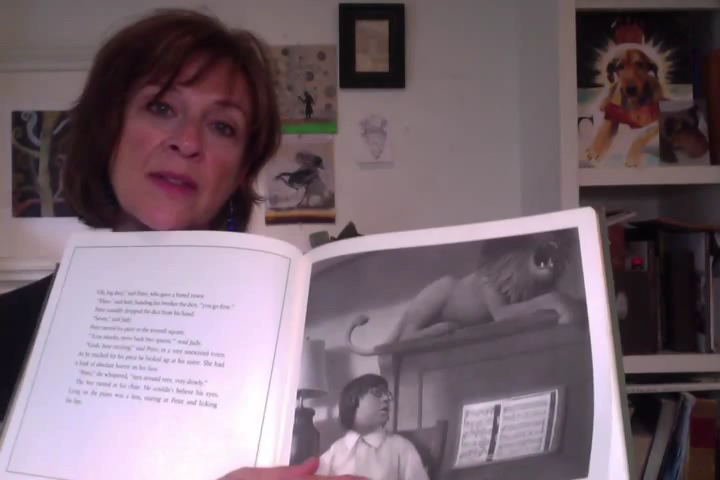 "Oh, big deal," said Peter, who gave a bored yawn.
"Here," said Judy, handing her brother the dice, "you go first."
Peter casually dropped the dice from his hand.
"Seven," said Judy.
Peter moved his piece to the seventh square.
"'Lion attacks, move back two spaces,'" read Judy.
"Gosh, how exciting," said Peter, in a very unexcited voice.
As he reached for his piece he looked up at his sister. She had
a look of absolute horror on her face.
"Peter," she whispered, "turn around very, very slowly."
The boy turned in his chair. He couldn't believe his eyes.
Lying on the piano was a lion, staring at Peter and licking
his lips.